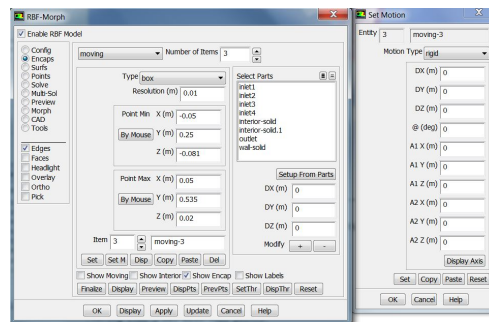 RBF-Morph
Enable RBF Model
Config
Encaps
Surfs
Points
Solve
Multi-Sol
Preview
Morph
CAD
Tools
Edges
Faces
Headlight
Overlay
Ortho
Pick
moving
Number of Items 3
Type box
Resolution (m) 0.01
Point Min X (m) -0.05
By Mouse Y (m) 0.25
Z (m) -0.081
Point Max X (m) 0.05
By Mouse Y (m) 0.535
Z (m) 0.02
Item 3 moving-3
Set Set M Disp Copy Paste Del
Select Parts
inlet1
inlet2
inlet3
inlet4
interior-solid
interior-solid.1
outlet
wall-solid
Setup From Parts
DX (m) 0
DY (m) 0
DZ (m) 0
Modify + -
Show Moving Show Interior Show Encap Show Labels
Finalize Display Preview DispPts PrevPts SetThr DispThr Reset
OK Display Apply Update Cancel Help
Set Motion
Entity 3 moving-3
Motion Type rigid
DX (m) 0
DY (m) 0
DZ (m) 0
@ (deg) 0
A1 X (m) 0
A1 Y (m) 0
A1 Z (m) 0
A2 X (m) 0
A2 Y (m) 0
A2 Z (m) 0
Display Axis
Set Copy Paste Reset
OK Cancel Help